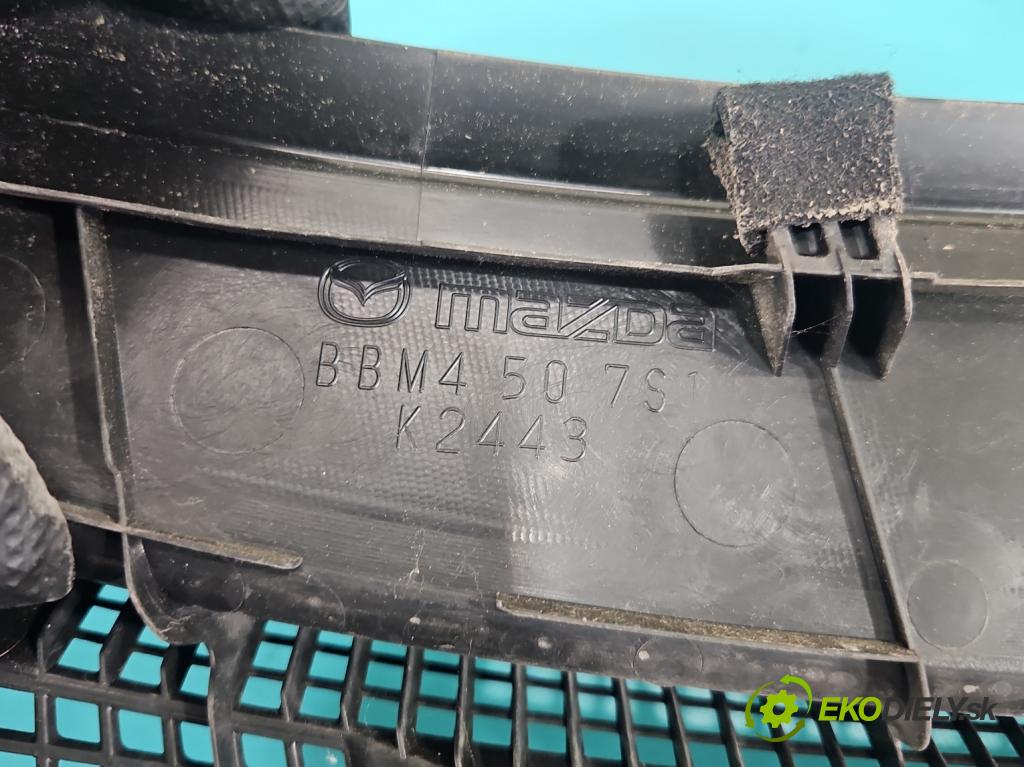 mazda
BBM4 50 7S1
K2443
EKODIELY.sk